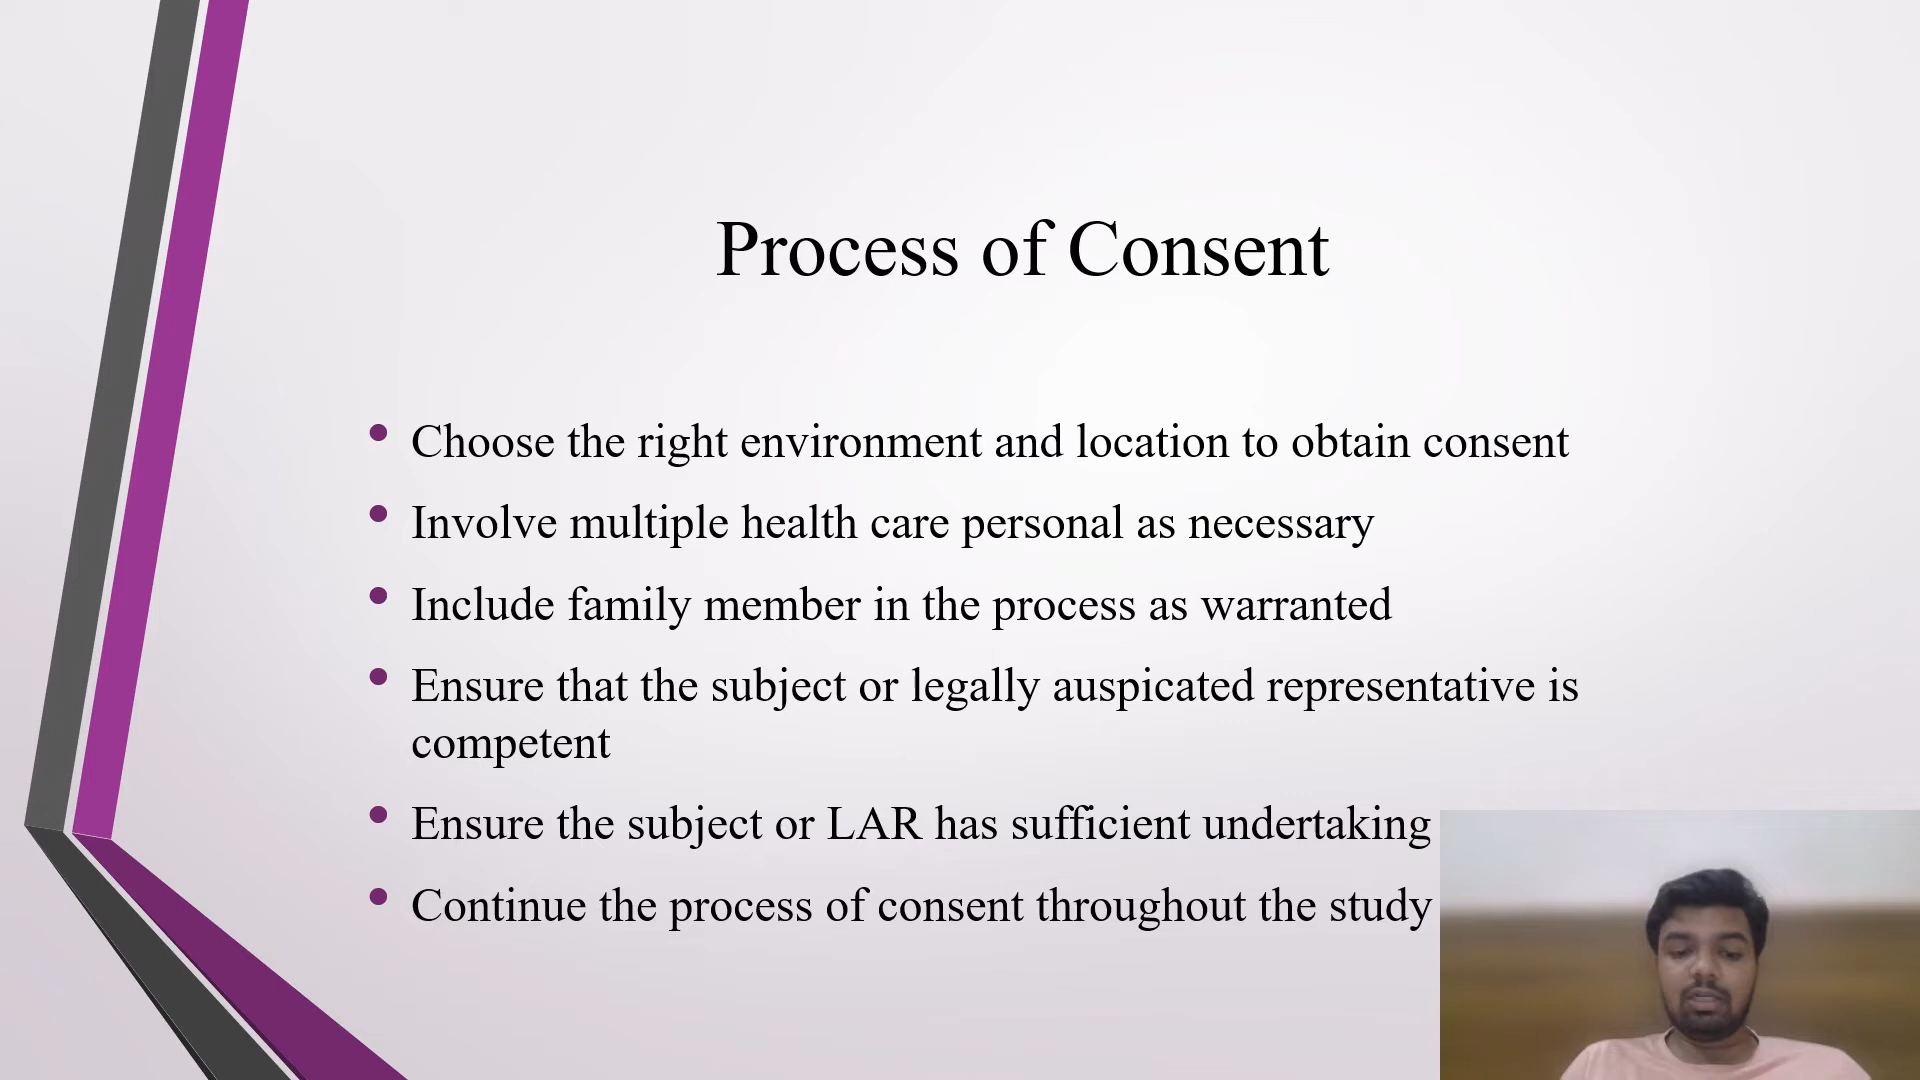 Process of Consent
• Choose the right environment and location to obtain consent
• Involve multiple health care personal as necessary
• Include family member in the process as warranted
• Ensure that the subject or legally auspicated representative is
competent
• Ensure the subject or LAR has sufficient undertaking
• Continue the process of consent throughout the study